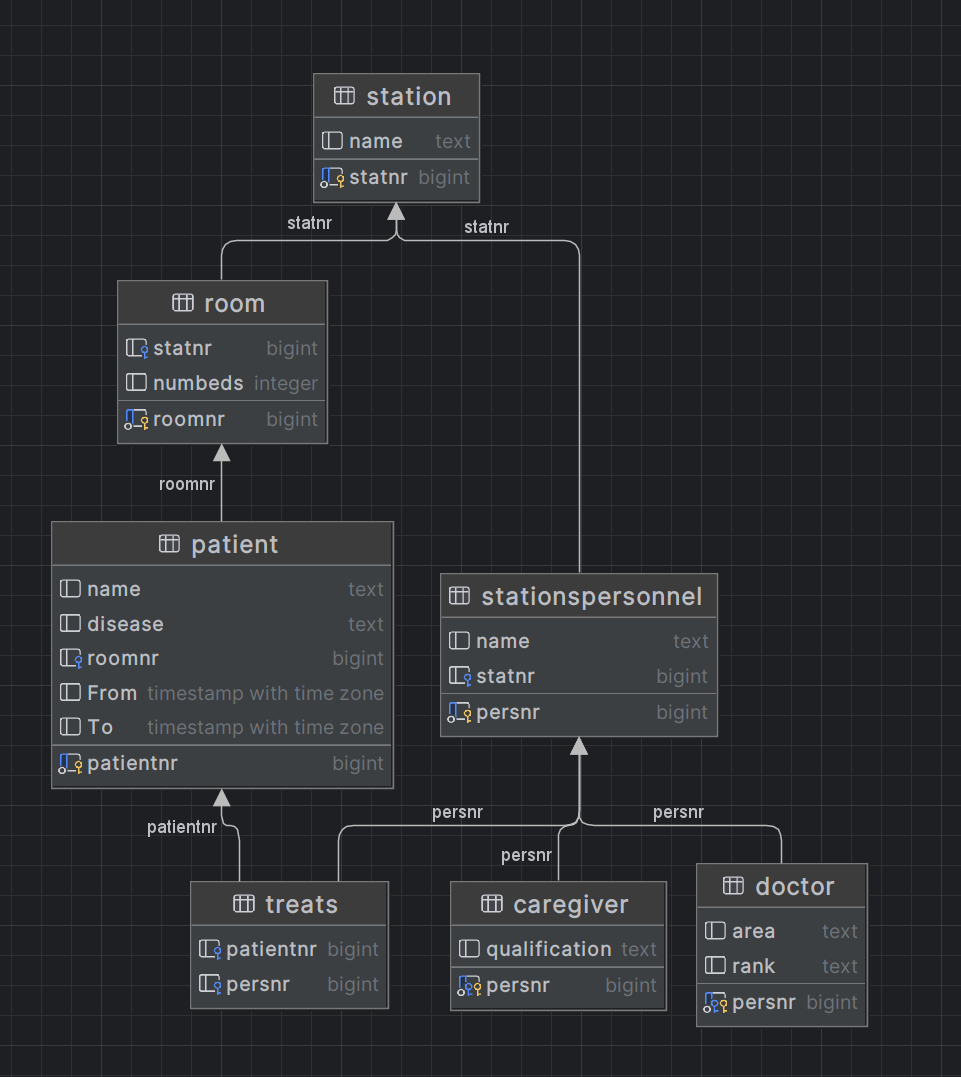 station
name text
statnr bigint
statnr
statnr
room
statnr bigint
numbeds integer
roomnr bigint
roomnr
patient
name text
disease text
roomnr bigint
From timestamp with time zone
To timestamp with time zone
patientnr bigint
stationspersonnel
name text
statnr bigint
persnr bigint
patientnr
persnr
persnr
persnr
treats
patientnr bigint
persnr bigint
caregiver
qualification text
persnr bigint
doctor
area text
rank text
persnr bigint